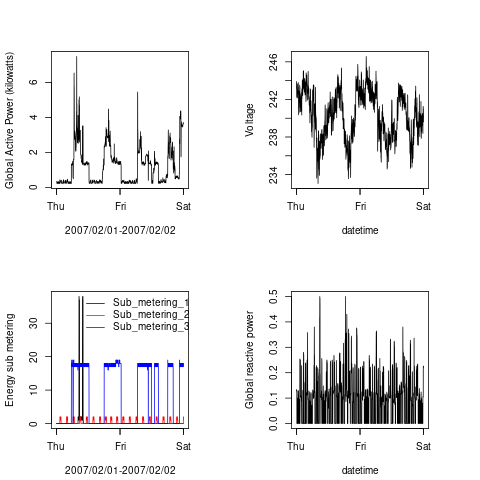 Global Active Power (kilowatts)
0 2 4 6
Thu Fri Sat
2007/02/01-2007/02/02
Voltage
234 238 242 246
Thu Fri Sat
datetime
Energy sub metering
0 10 20 30
Sub_metering_1
Sub_metering_2
Sub_metering_3
Thu Fri Sat
2007/02/01-2007/02/02
Global reactive power
0.0 0.1 0.2 0.3 0.4 0.5
Thu Fri Sat
datetime